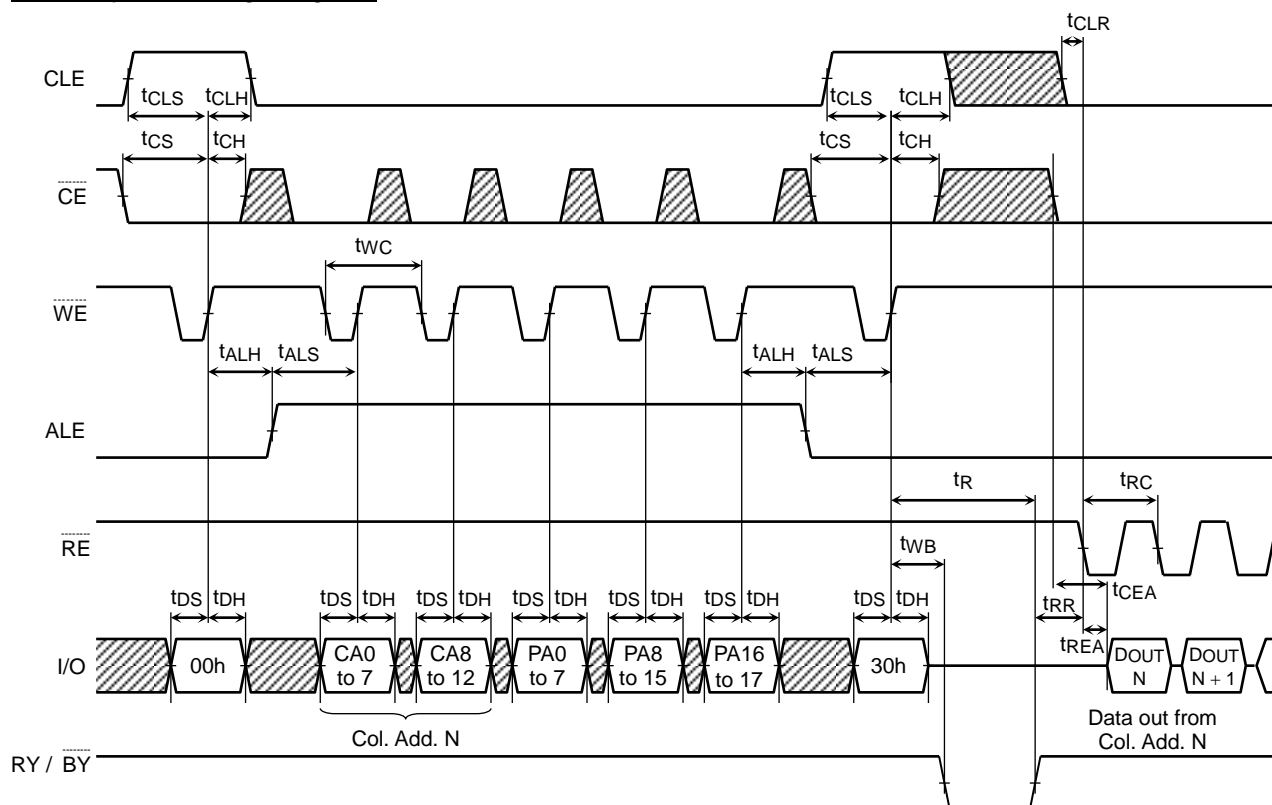 tCLR
CLE
tCLS tCLH tCLS tCLH
tCS tCH tCS tCH
CE
tWC
WE
tALH tALS tALH tALS
ALE
tR tRC
RE
tWB
tDS tDH tDS tDH tDS tDH tDS tDH tDS tDH tDS tDH tDS tDH tRR tCEA
tREA
I/O 00h CA0 to 7 CA8 to 12 PA0 to 7 PA8 to 15 PA16 to 17 30h DOUT N DOUT N + 1
Col. Add. N
Data out from
Col. Add. N
RY / BY